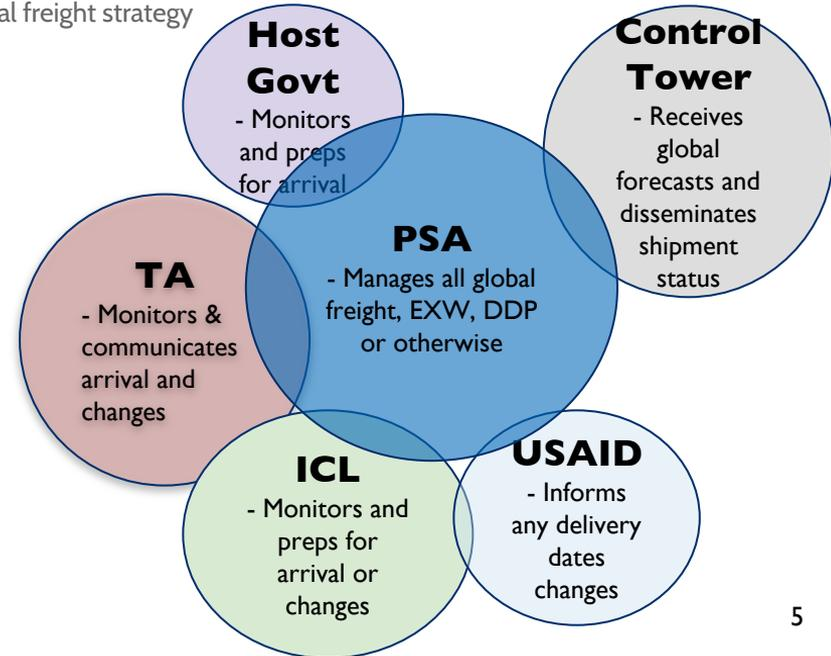 al freight strategy
Host
Govt
- Monitors
and preps
for arrival
Control
Tower
- Receives
global
forecasts and
disseminates
shipment
status
PSA
- Manages all global
freight, EXW, DDP
or otherwise
TA
- Monitors &
communicates
arrival and
changes
ICL
- Monitors and
preps for
arrival or
changes
USAID
- Informs
any delivery
dates
changes
5